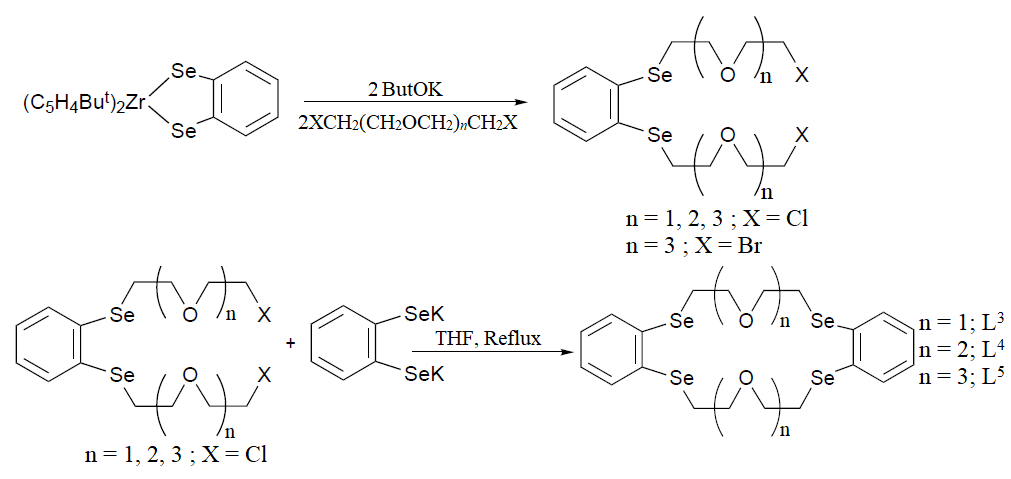 Se
Se
(C5H4Buᵗ)2Zr
2 ButOK
2XCH2(CH2OCH2)nCH2X
Se O n X
Se O n X
n = 1, 2, 3 ; X = Cl
n = 3 ; X = Br
Se O n X
Se O n X
n = 1, 2, 3 ; X = Cl
+
SeK
SeK
THF, Reflux
Se O n Se
Se O n Se
n = 1; L³
n = 2; L⁴
n = 3; L⁵